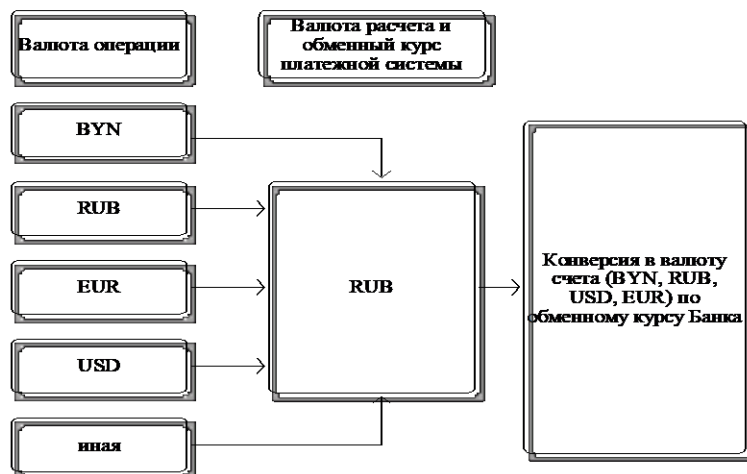 Валюта операции
Валюта расчета и
обменный курс
платежной системы
BYN
RUB
EUR
USD
иная
RUB
Конверсия в валюту
счета (BYN, RUB,
USD, EUR) по
обменному курсу Банка